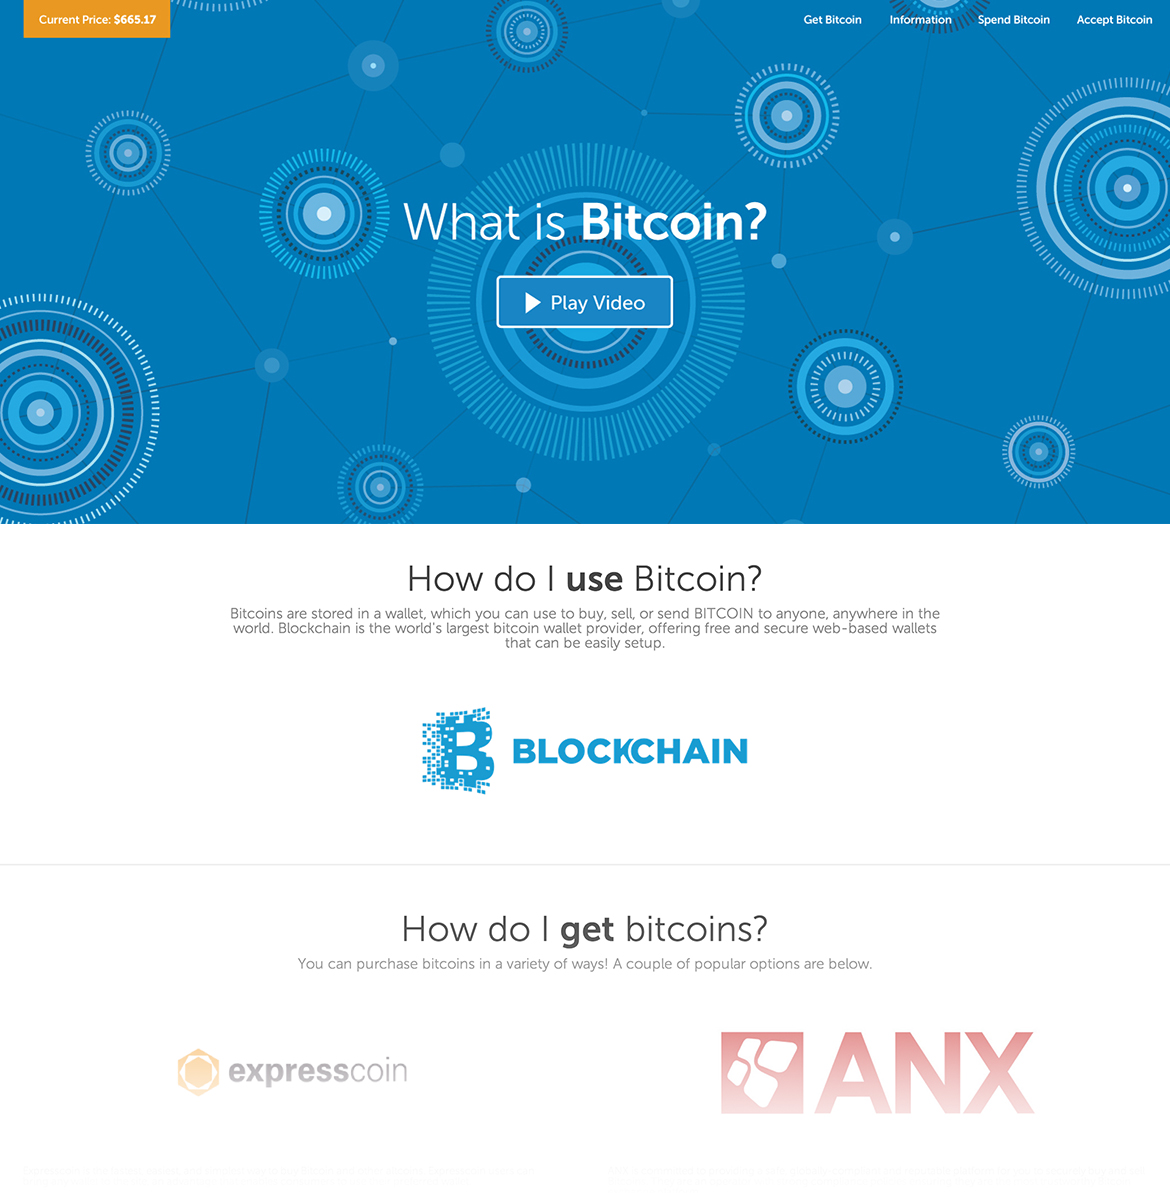 Current Price: $665.17
Get Bitcoin Information Spend Bitcoin Accept Bitcoin
What is Bitcoin?
Play Video
How do I use Bitcoin?
Bitcoins are stored in a wallet, which you can use to buy, sell, or send BITCOIN to anyone, anywhere in the
world. Blockchain is the world's largest bitcoin wallet provider, offering free and secure web-based wallets
that can be easily setup.
BLOCKCHAIN
How do I get bitcoins?
You can purchase bitcoins in a variety of ways! A couple of popular options are below.
expresscoin
ANX